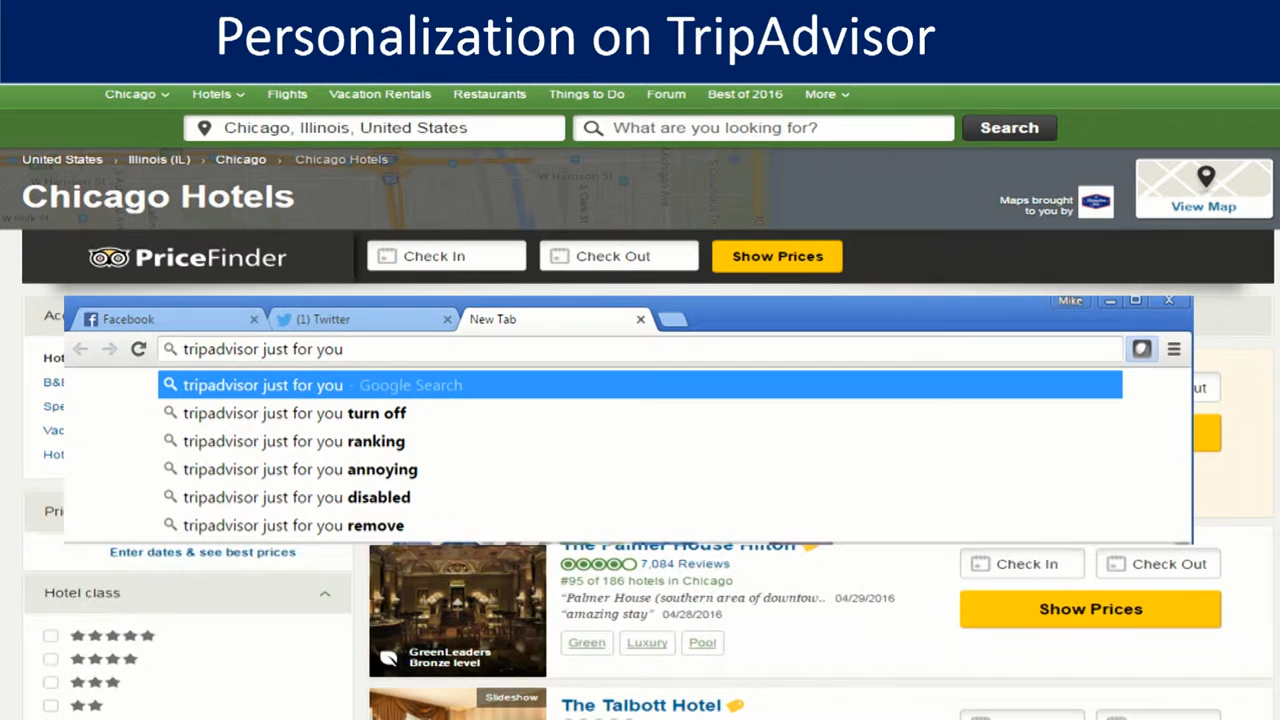 Personalization on TripAdvisor
Chicago Hotels Flights Vacation Rentals Restaurants Things to Do Forum Best of 2016 More
Chicago, Illinois, United States What are you looking for? Search
United States › Illinois (IL) › Chicago › Chicago Hotels
W Harrison St W Harrison St
Chicago Hotels
Maps brought
to you by
View Map
PriceFinder Check In Check Out Show Prices
Mike
Facebook (1) Twitter New Tab
tripadvisor just for you
tripadvisor just for you - Google Search
tripadvisor just for you turn off
tripadvisor just for you ranking
tripadvisor just for you annoying
tripadvisor just for you disabled
tripadvisor just for you remove
Enter dates & see best prices
Hotel class
The Palmer House Hilton
7,084 Reviews
#95 of 186 hotels in Chicago
“Palmer House (southern area of downtow.. 04/29/2016
“amazing stay” 04/28/2016
Green Luxury Pool
GreenLeaders
Bronze level
Check In Check Out
Show Prices
Slideshow
The Talbott Hotel